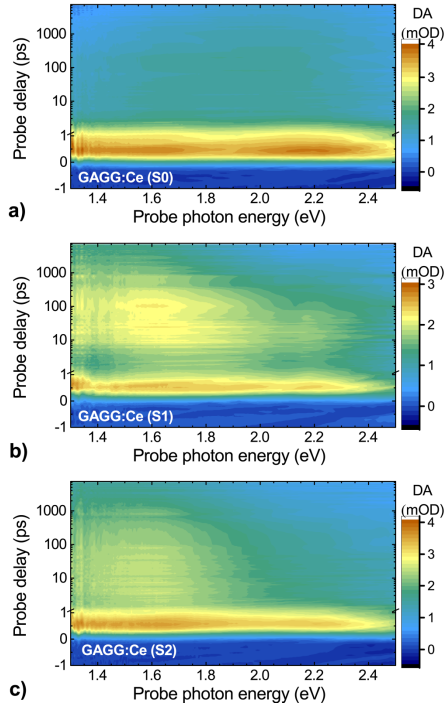 DA
(mOD)
Probe delay (ps)
1000
100
10
1
0
-1
GAGG:Ce (S0)
4
3
2
1
0
1.4 1.6 1.8 2.0 2.2 2.4
a) Probe photon energy (eV)
DA
(mOD)
Probe delay (ps)
1000
100
10
1
0
-1
GAGG:Ce (S1)
3
2
1
0
1.4 1.6 1.8 2.0 2.2 2.4
b) Probe photon energy (eV)
DA
(mOD)
Probe delay (ps)
1000
100
10
1
0
-1
GAGG:Ce (S2)
4
3
2
1
0
1.4 1.6 1.8 2.0 2.2 2.4
c) Probe photon energy (eV)